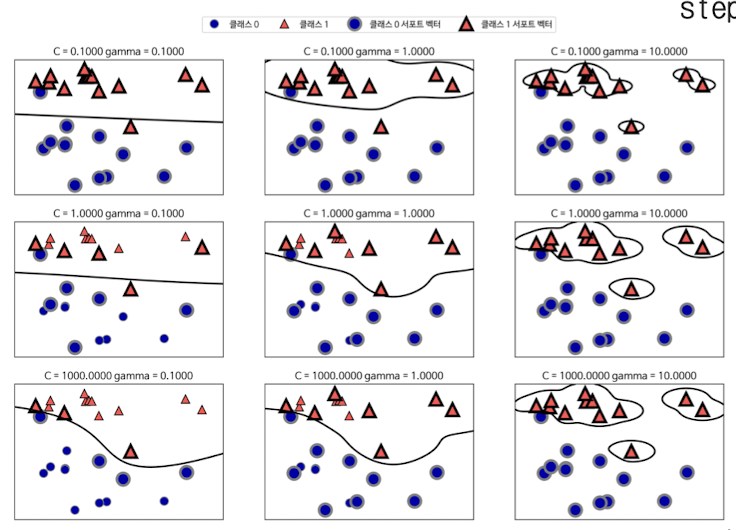 step
클래스 0 클래스 1 클래스 0 서포트 벡터 클래스 1 서포트 벡터
C = 0.1000 gamma = 0.1000 C = 0.1000 gamma = 1.0000 C = 0.1000 gamma = 10.0000
C = 1.0000 gamma = 0.1000 C = 1.0000 gamma = 1.0000 C = 1.0000 gamma = 10.0000
C = 1000.0000 gamma = 0.1000 C = 1000.0000 gamma = 1.0000 C = 1000.0000 gamma = 10.0000